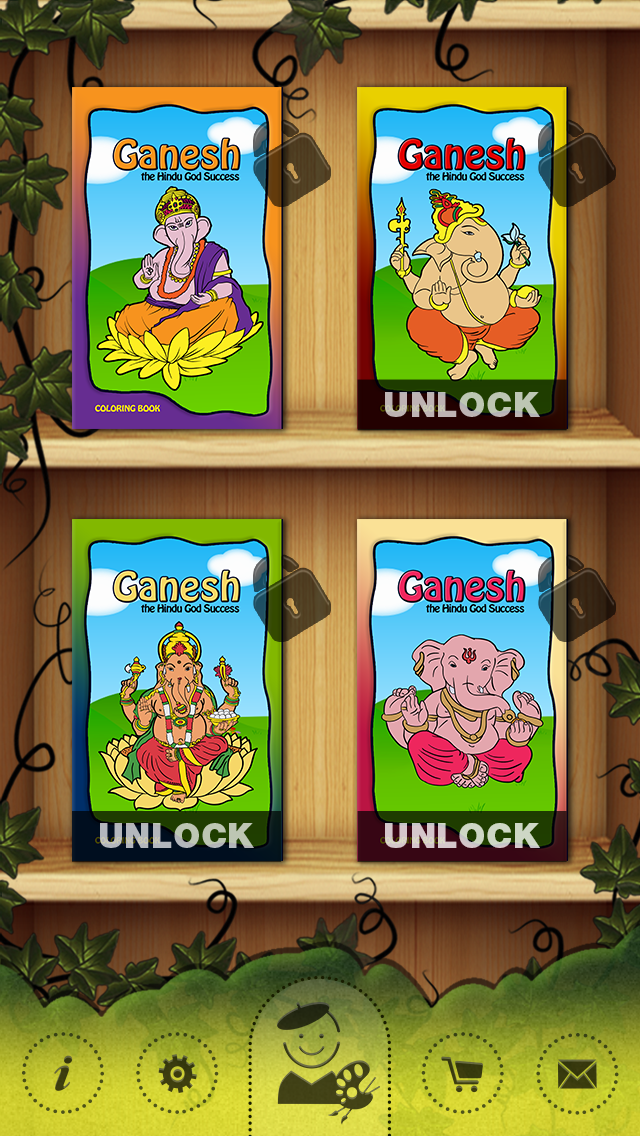 Ganesh
the Hindu God Success
COLORING BOOK
Ganesh
the Hindu God Success
UNLOCK
Ganesh
the Hindu God Success
UNLOCK
Ganesh
the Hindu God Success
UNLOCK
i